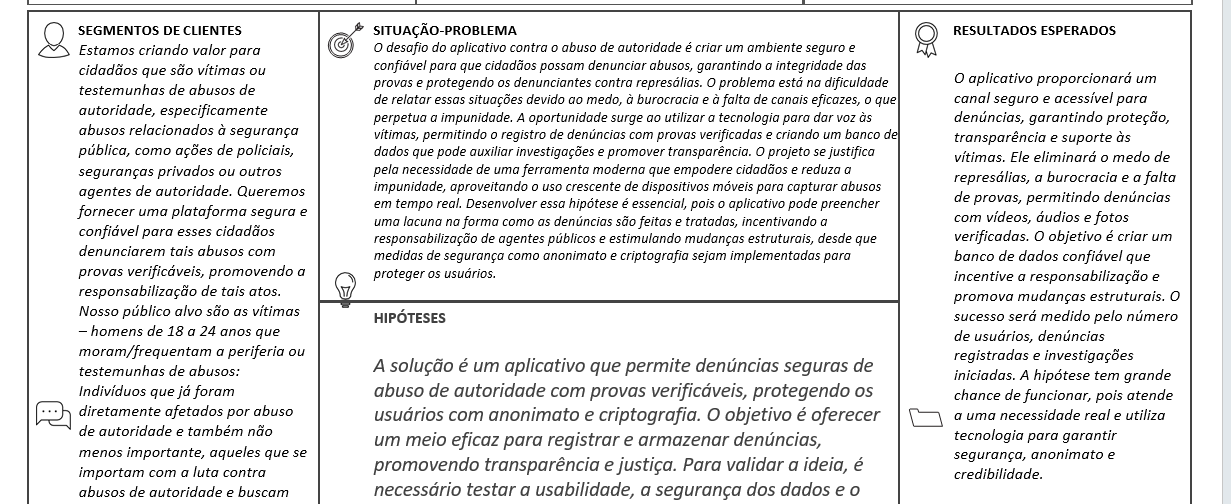 SEGMENTOS DE CLIENTES
Estamos criando valor para
cidadãos que são vítimas ou
testemunhas de abusos de
autoridade, especificamente
abusos relacionados à segurança
pública, como ações de policiais,
seguranças privados ou outros
agentes de autoridade. Queremos
fornecer uma plataforma segura e
confiável para esses cidadãos
denunciarem tais abusos com
provas verificáveis, promovendo a
responsabilização de tais atos.
Nosso público alvo são as vítimas
– homens de 18 a 24 anos que
moram/frequentam a periferia ou
testemunhas de abusos:
Indivíduos que já foram
diretamente afetados por abuso
de autoridade e também não
menos importante, aqueles que se
importam com a luta contra
abusos de autoridade e buscam
SITUAÇÃO-PROBLEMA
O desafio do aplicativo contra o abuso de autoridade é criar um ambiente seguro e
confiável para que cidadãos possam denunciar abusos, garantindo a integridade das
provas e protegendo os denunciantes contra represálias. O problema está na dificuldade
de relatar essas situações devido ao medo, à burocracia e à falta de canais eficazes, o que
perpetua a impunidade. A oportunidade surge ao utilizar a tecnologia para dar voz às
vítimas, permitindo o registro de denúncias com provas verificadas e criando um banco de
dados que pode auxiliar investigações e promover transparência. O projeto se justifica
pela necessidade de uma ferramenta moderna que empodere cidadãos e reduza a
impunidade, aproveitando o uso crescente de dispositivos móveis para capturar abusos
em tempo real. Desenvolver essa hipótese é essencial, pois o aplicativo pode preencher
uma lacuna na forma como as denúncias são feitas e tratadas, incentivando a
responsabilização de agentes públicos e estimulando mudanças estruturais, desde que
medidas de segurança como anonimato e criptografia sejam implementadas para
proteger os usuários.
HIPÓTESES
A solução é um aplicativo que permite denúncias seguras de
abuso de autoridade com provas verificáveis, protegendo os
usuários com anonimato e criptografia. O objetivo é oferecer
um meio eficaz para registrar e armazenar denúncias,
promovendo transparência e justiça. Para validar a ideia, é
necessário testar a usabilidade, a segurança dos dados e o
RESULTADOS ESPERADOS
O aplicativo proporcionará um
canal seguro e acessível para
denúncias, garantindo proteção,
transparência e suporte às
vítimas. Ele eliminará o medo de
represálias, a burocracia e a falta
de provas, permitindo denúncias
com vídeos, áudios e fotos
verificadas. O objetivo é criar um
banco de dados confiável que
incentive a responsabilização e
promova mudanças estruturais. O
sucesso será medido pelo número
de usuários, denúncias
registradas e investigações
iniciadas. A hipótese tem grande
chance de funcionar, pois atende
a uma necessidade real e utiliza
tecnologia para garantir
segurança, anonimato e
credibilidade.